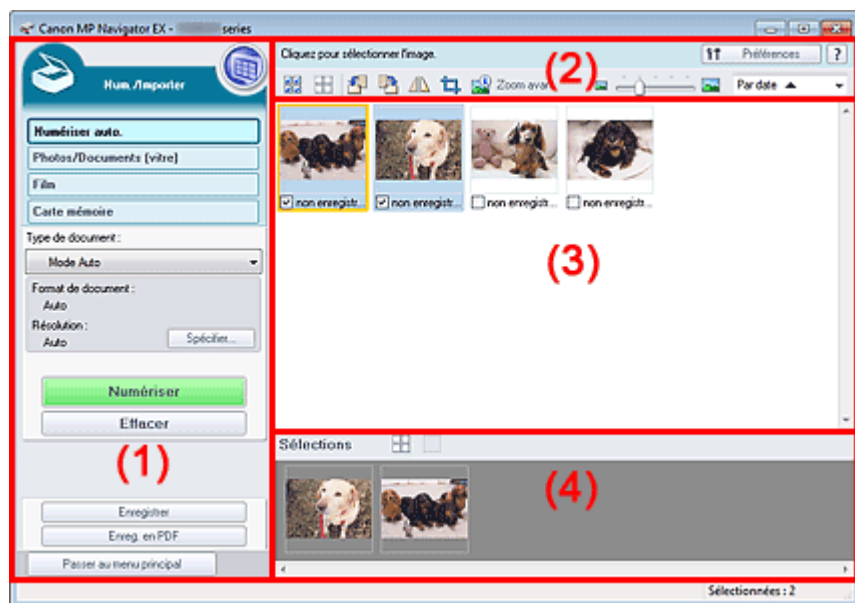 Canon MP Navigator EX - series
Num./Importer
Numériser auto.
Photos/Documents (vitre)
Film
Carte mémoire
Type de document :
Mode Auto
Format de document :
Auto
Résolution :
Auto
Spécifier...
Numériser
Effacer
(1)
Enregistrer
Enreg. en PDF
Passer au menu principal
Cliquez pour sélectionner l'image.
Préférences
?
Zoom avant
(2)
Par date
non enregistr...
non enregistr...
non enregistr...
non enregistr...
(3)
Sélections
(4)
Sélectionnées : 2